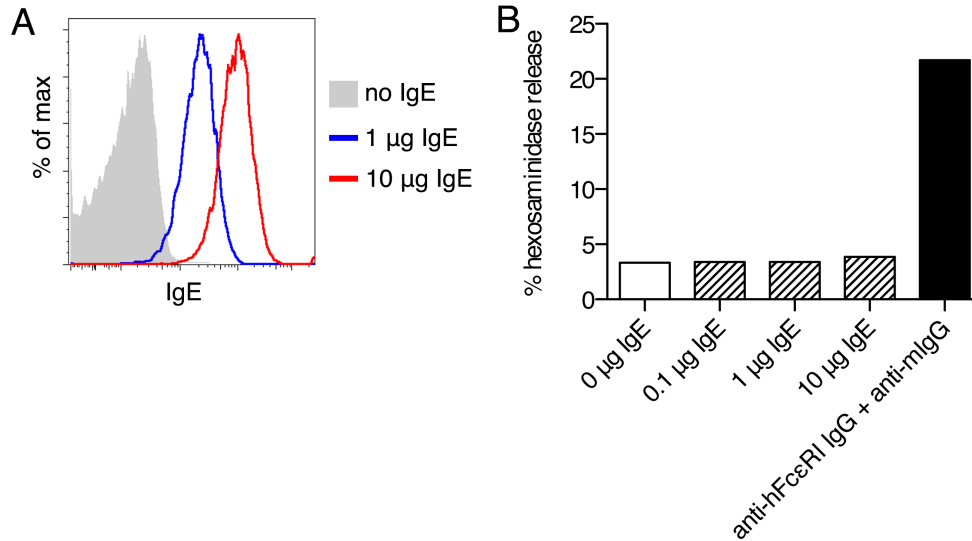 A
% of max
IgE
no IgE
1 µg IgE
10 µg IgE
B
% hexosaminidase release
25
20
15
10
5
0
0 µg IgE
0.1 µg IgE
1 µg IgE
10 µg IgE
anti-hFcεRI IgG + anti-mIgG